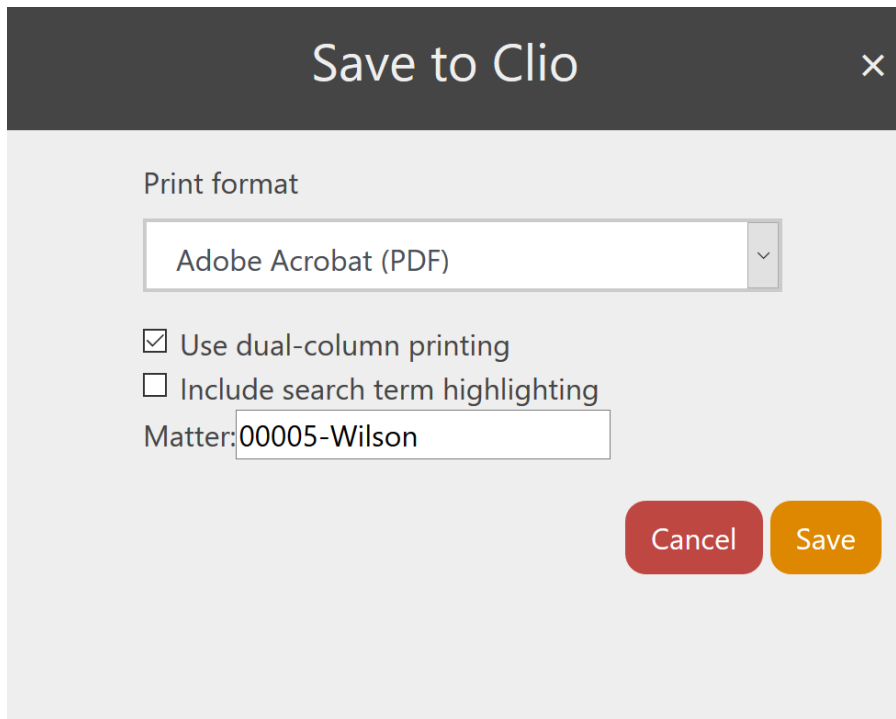 Save to Clio
Print format
Adobe Acrobat (PDF)
Use dual-column printing
Include search term highlighting
Matter:00005-Wilson
Cancel Save